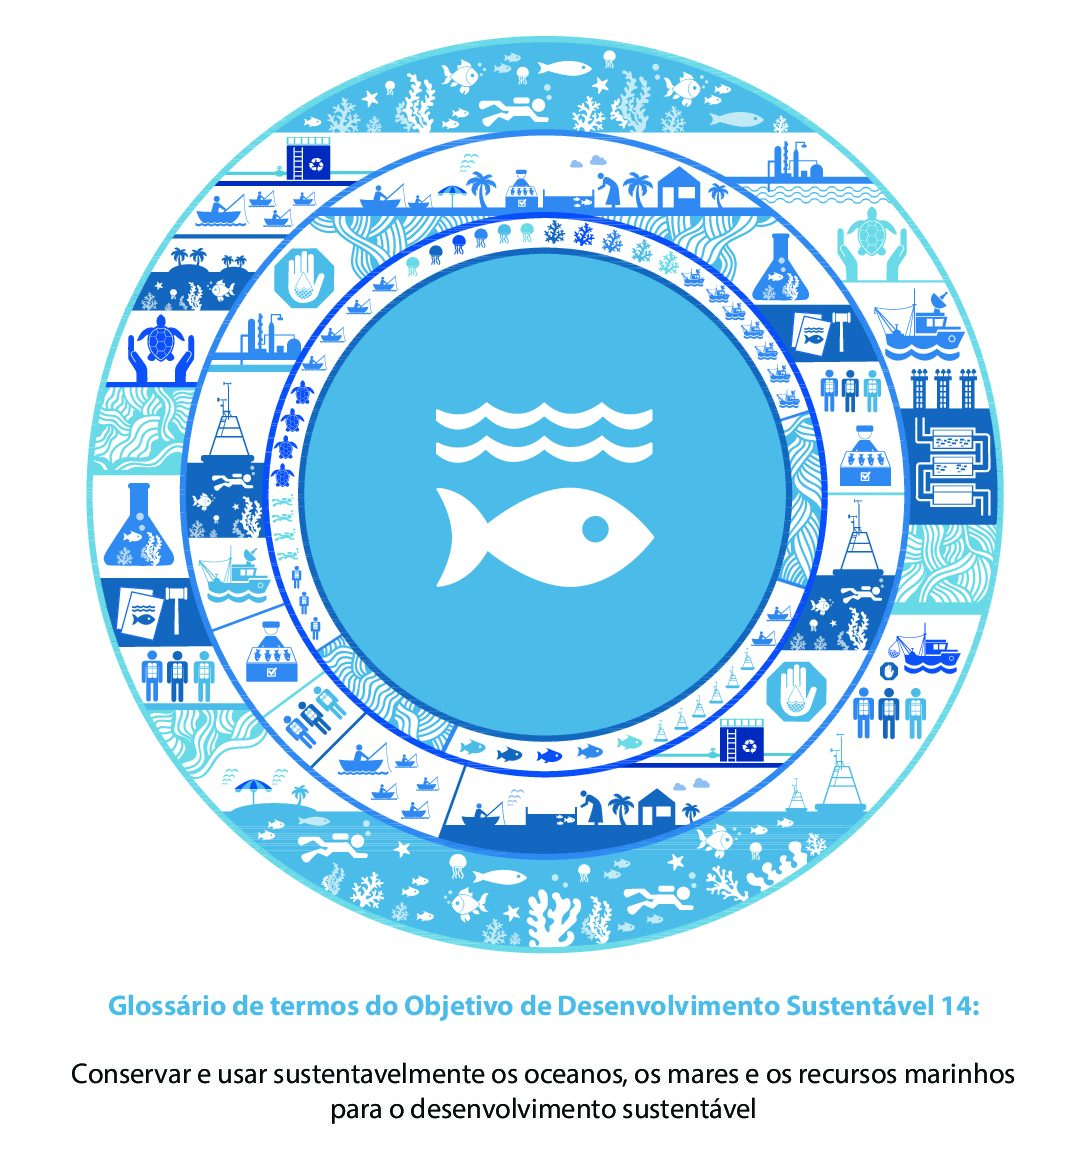 Glossário de termos do Objetivo de Desenvolvimento Sustentável 14:
Conservar e usar sustentavelmente os oceanos, os mares e os recursos marinhos
para o desenvolvimento sustentável